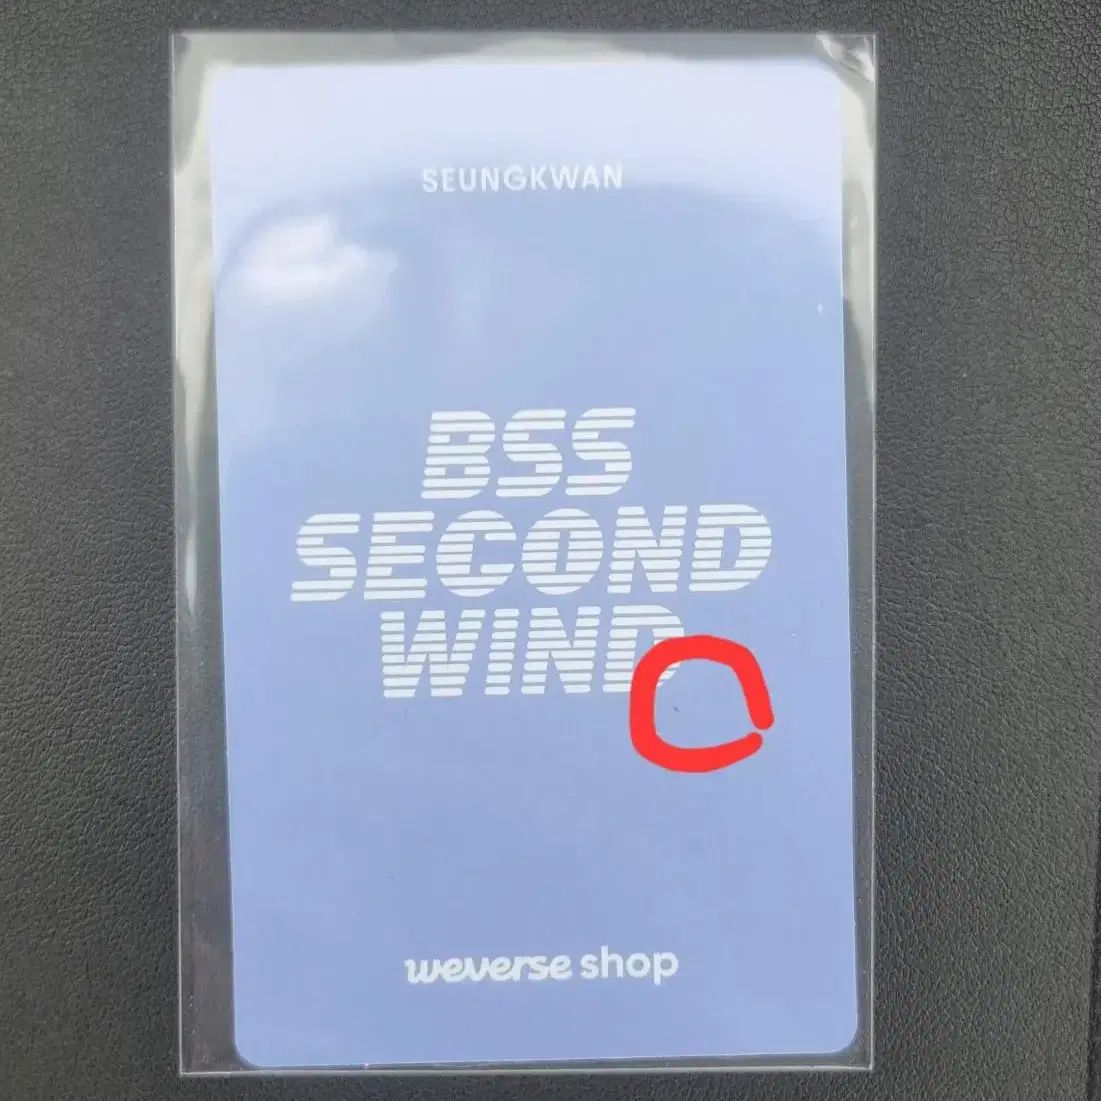 SEUNGKWAN
BSS
SECOND
WIND
weverse shop